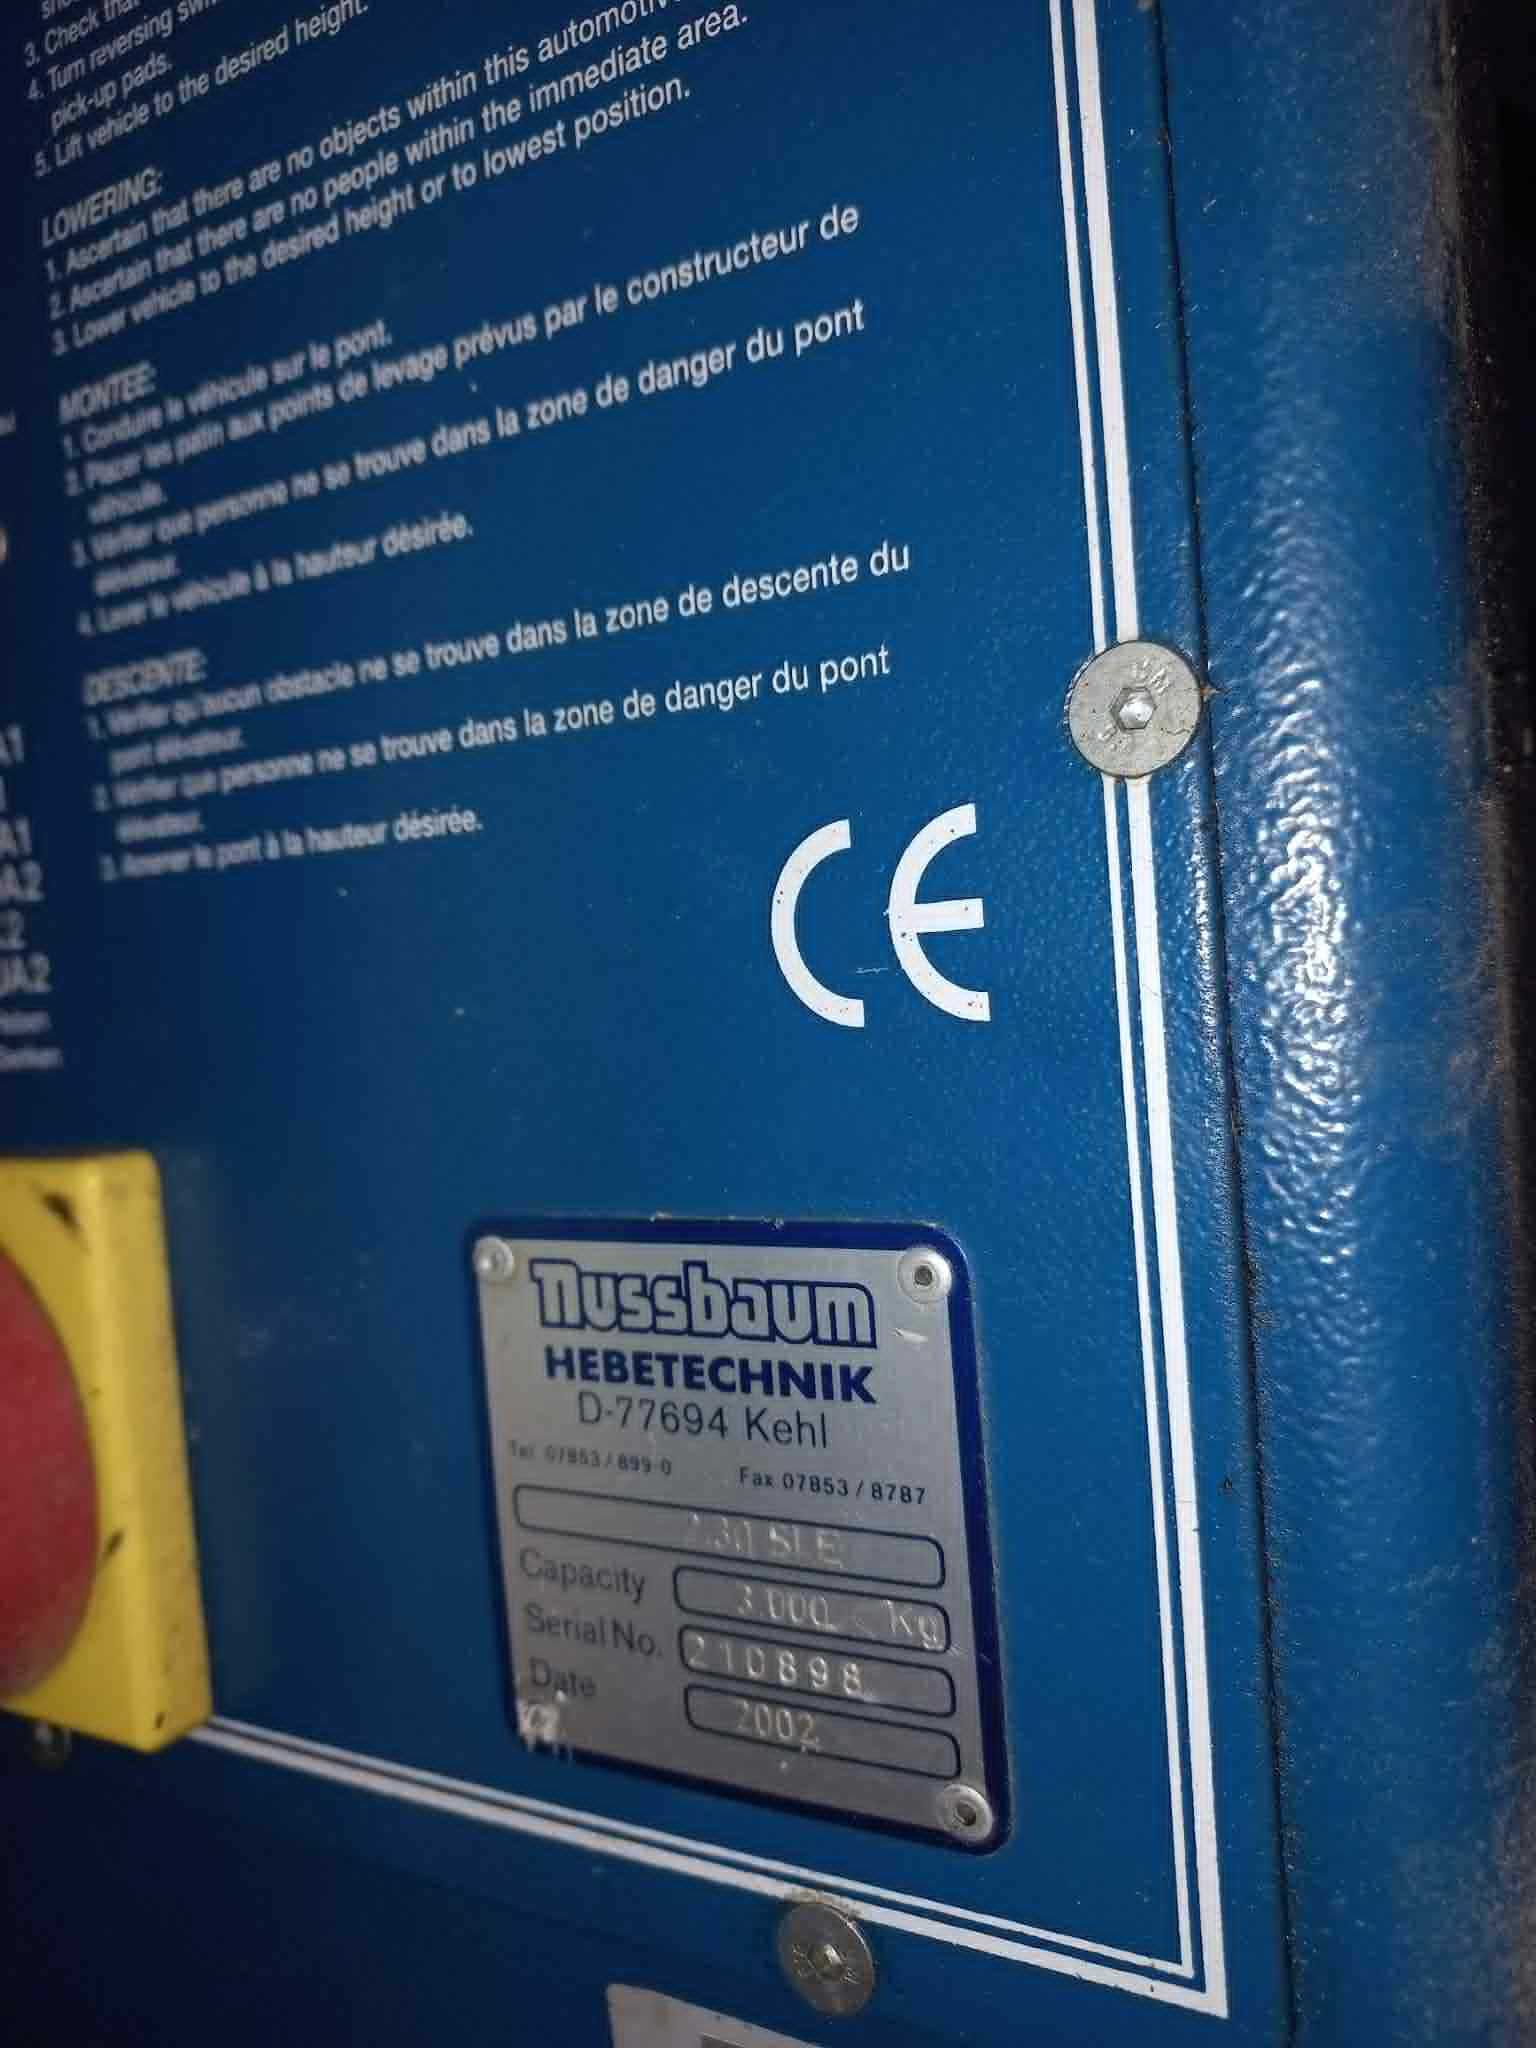 3. Check that
4. Turn reversing
pick-up pads.
5. Lift vehicle to the desired height.
LOWERING:
1. Ascertain that there are no objects within this
2. Ascertain that there are no people within the immediate area.
3. Lower vehicle to the desired height or to lowest position.
MONTEE:
1. Conduire le véhicule sur le pont.
2. Placer les patin aux points de levage prévus par le constructeur de
véhicule.
3. Vérifier que personne ne se trouve dans la zone de danger du pont
élévateur.
4. Lever le véhicule à la hauteur désirée.
DESCENTE:
1. Vérifier qu'aucun obstacle ne se trouve dans la zone de descente du
pont élévateur.
2. Vérifier que personne ne se trouve dans la zone de danger du pont
élévateur.
3. Amener le pont à la hauteur désirée.
A1
A1
A2
UA2
CE
nussbaum
HEBETECHNIK
D-77694 Kehl
Tel 07853/899-0 Fax 07853/8787
2.30 SLE
Capacity 3.000 Kg
Serial No. 210898
Date 2002